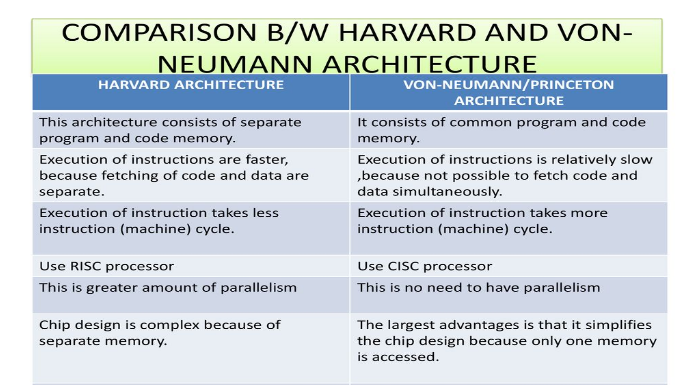 COMPARISON B/W HARVARD AND VON-
NEUMANN ARCHITECTURE
HARVARD ARCHITECTURE
VON-NEUMANN/PRINCETON
ARCHITECTURE
This architecture consists of separate
program and code memory.
It consists of common program and code
memory.
Execution of instructions are faster,
because fetching of code and data are
separate.
Execution of instructions is relatively slow
,because not possible to fetch code and
data simultaneously.
Execution of instruction takes less
instruction (machine) cycle.
Execution of instruction takes more
instruction (machine) cycle.
Use RISC processor
Use CISC processor
This is greater amount of parallelism
This is no need to have parallelism
Chip design is complex because of
separate memory.
The largest advantages is that it simplifies
the chip design because only one memory
is accessed.